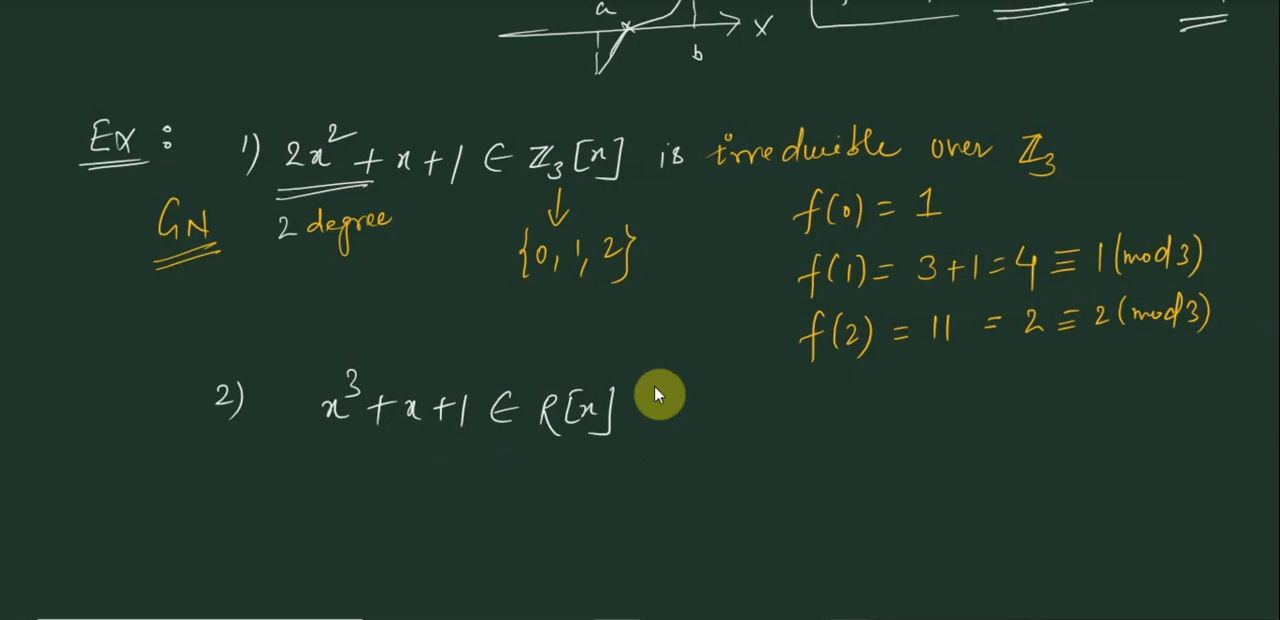 a
X
b
Ex : 1) 2x² + x + 1 ∈ ℤ₃[x] is irreducible over ℤ₃
GN 2 degree f(0) = 1
{0, 1, 2} f(1) = 3 + 1 = 4 ≡ 1 (mod 3)
f(2) = 11 = 2 ≡ 2 (mod 3)
2) x³ + x + 1 ∈ R[x]